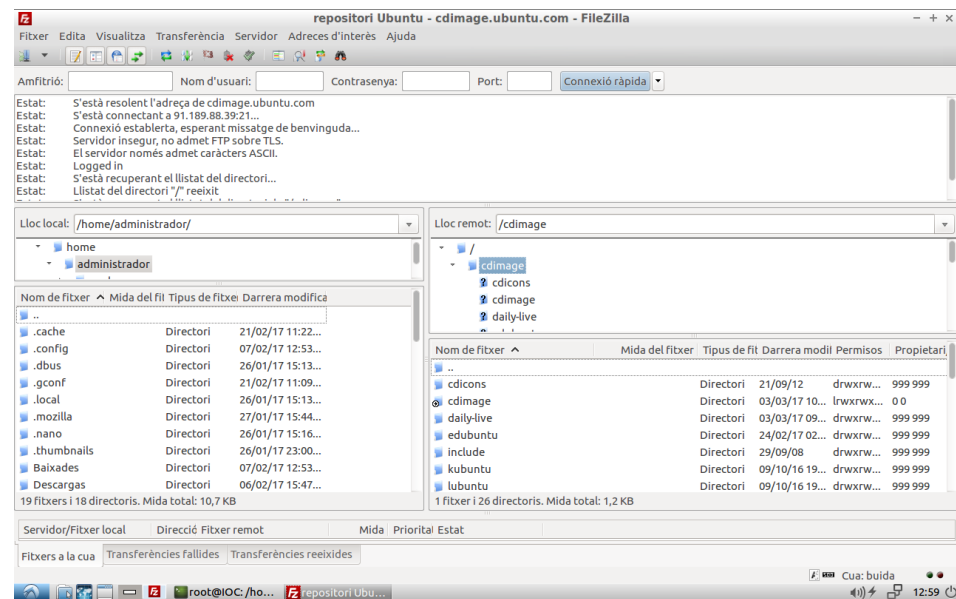 repositori Ubuntu - cdimage.ubuntu.com - FileZilla
Fitxer Edita Visualitza Transferència Servidor Adreces d'interès Ajuda
Amfitrió: Nom d'usuari: Contrasenya: Port: Connexió ràpida
Estat: S'està resolent l'adreça de cdimage.ubuntu.com
Estat: S'està connectant a 91.189.88.39:21...
Estat: Connexió establerta, esperant missatge de benvinguda...
Estat: Servidor insegur, no admet FTP sobre TLS.
Estat: El servidor només admet caràcters ASCII.
Estat: Logged in
Estat: S'està recuperant el llistat del directori...
Estat: Llistat del directori "/" reeixit
Lloc local: /home/administrador/
home
administrador
Nom de fitxer Mida del fil Tipus de fitxe Darrera modifica
..
.cache Directori 21/02/17 11:22...
.config Directori 07/02/17 12:53...
.dbus Directori 26/01/17 15:13...
.gconf Directori 21/02/17 11:09...
.local Directori 26/01/17 15:13...
.mozilla Directori 27/01/17 15:44...
.nano Directori 26/01/17 15:16...
.thumbnails Directori 26/01/17 23:00...
Baixades Directori 07/02/17 12:53...
Descargas Directori 06/02/17 15:47...
19 fitxers i 18 directoris. Mida total: 10,7 KB
Lloc remot: /cdimage
/
cdimage
cdicons
cdimage
daily-live
Nom de fitxer Mida del fitxer Tipus de fit Darrera modil Permisos Propietari
..
cdicons Directori 21/09/12 drwxrw... 999 999
cdimage Directori 03/03/17 10... lrwxrwx... 0 0
daily-live Directori 03/03/17 09... drwxrw... 999 999
edubuntu Directori 24/02/17 02... drwxrw... 999 999
include Directori 29/09/08 drwxrw... 999 999
kubuntu Directori 09/10/16 19... drwxrw... 999 999
lubuntu Directori 09/10/16 19... drwxrw... 999 999
1 fitxer i 26 directoris. Mida total: 1,2 KB
Servidor/Fitxer local Direcció Fitxer remot Mida Prioritat Estat
Fitxers a la cua Transferències fallides Transferències reeixides
Cua: buida
root@IOC: /ho... repositori Ubu... 12:59